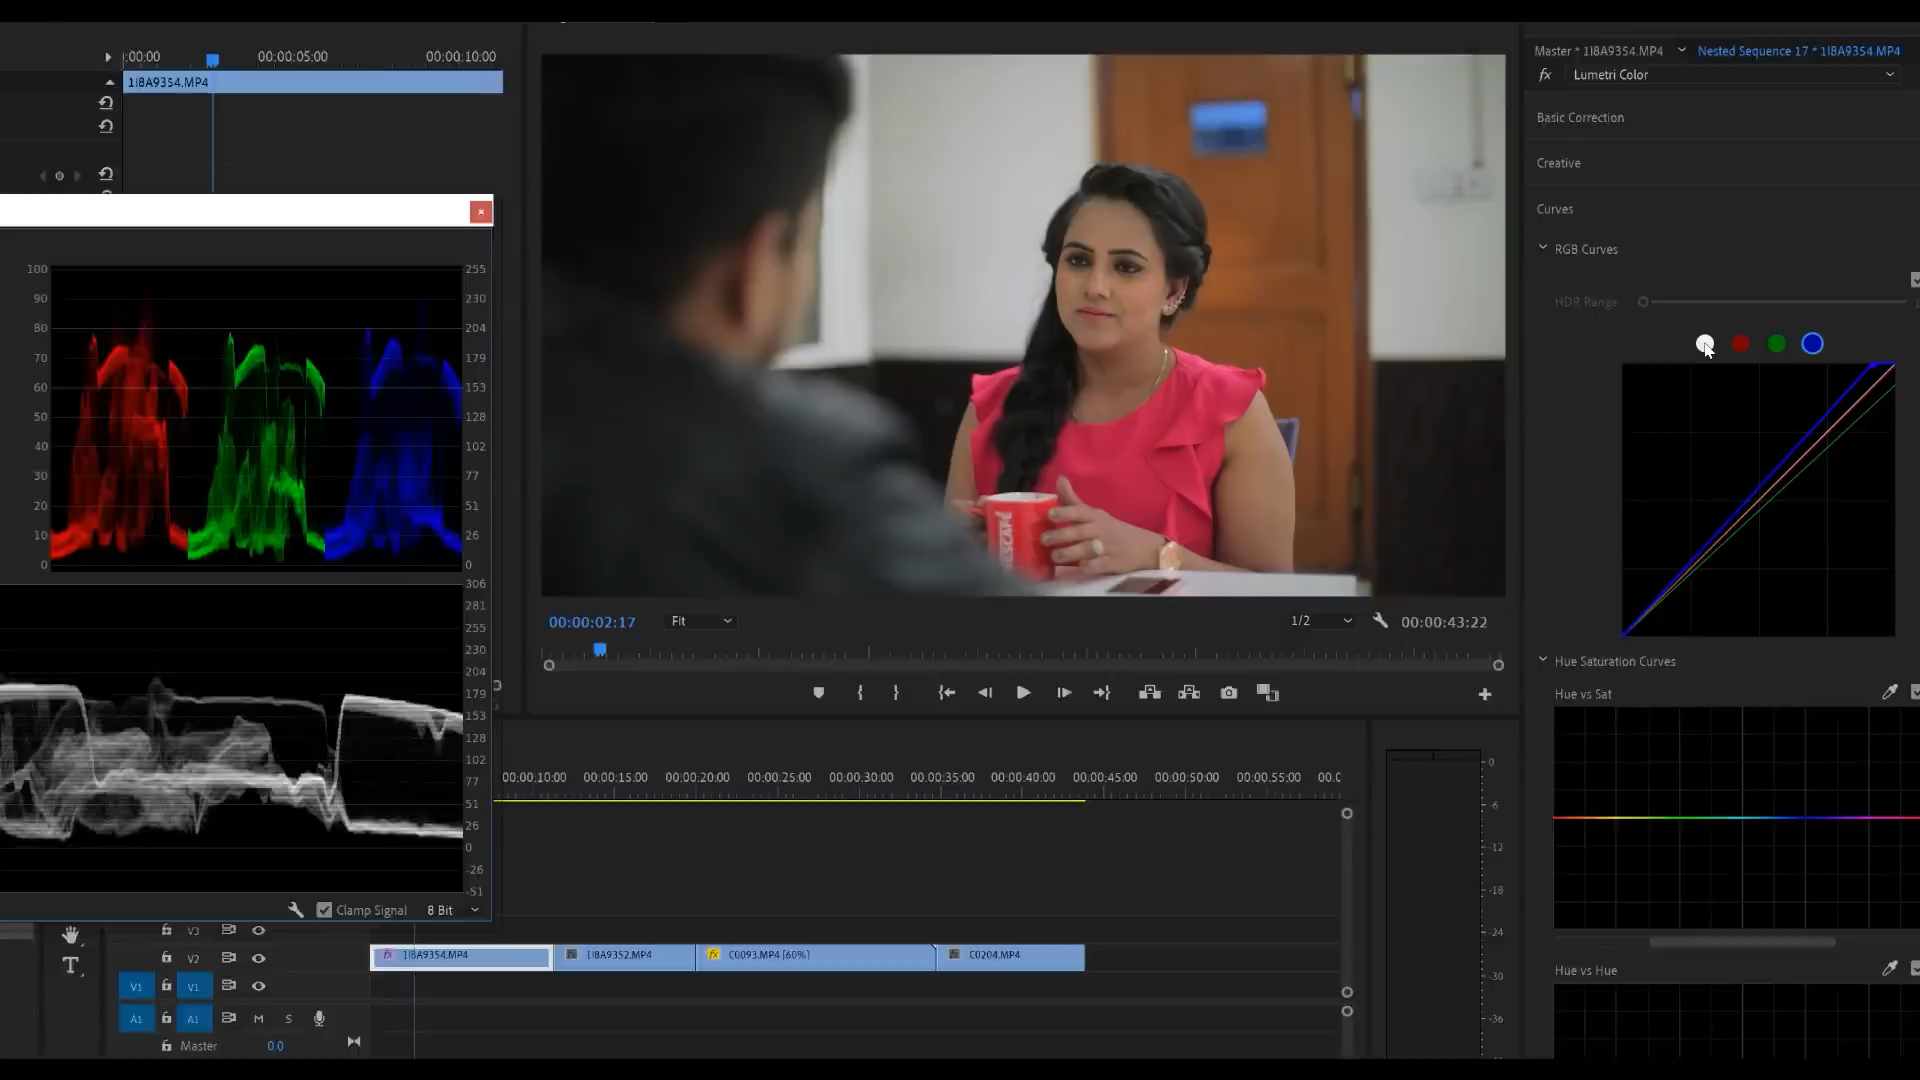 ;00:00 00:00:05:00 00:00:10:00
1I8A9354.MP4
100
90
80
70
60
50
40
30
20
10
0
255
230
204
179
153
128
102
77
51
26
0
306
281
255
230
204
179
153
128
102
77
51
26
0
-26
-51
Clamp Signal 8 Bit
NESCAFÉ
00:00:02:17 Fit 1/2 00:00:43:22
00:00:10:00 00:00:15:00 00:00:20:00 00:00:25:00 00:00:30:00 00:00:35:00 00:00:40:00 00:00:45:00 00:00:50:00 00:00:55:00 00:0
V3
V2
1I8A9354.MP4 1I8A9352.MP4 C0093.MP4 [60%] C0204.MP4
V1 V1
A1 A1 M S
Master 0.0
T
0
-6
-12
-18
-24
-30
-36
Master * 1I8A9354.MP4 Nested Sequence 17 * 1I8A9354.MP4
fx Lumetri Color
Basic Correction
Creative
Curves
RGB Curves
HDR Range
Hue Saturation Curves
Hue vs Sat
Hue vs Hue